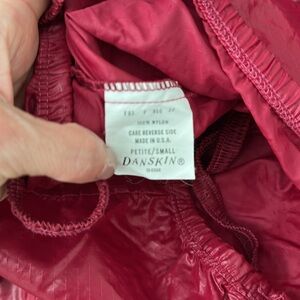 100% NYLON
CARE REVERSE SIDE
MADE IN U.S.A.
PETITE/SMALL
DANSKIN®